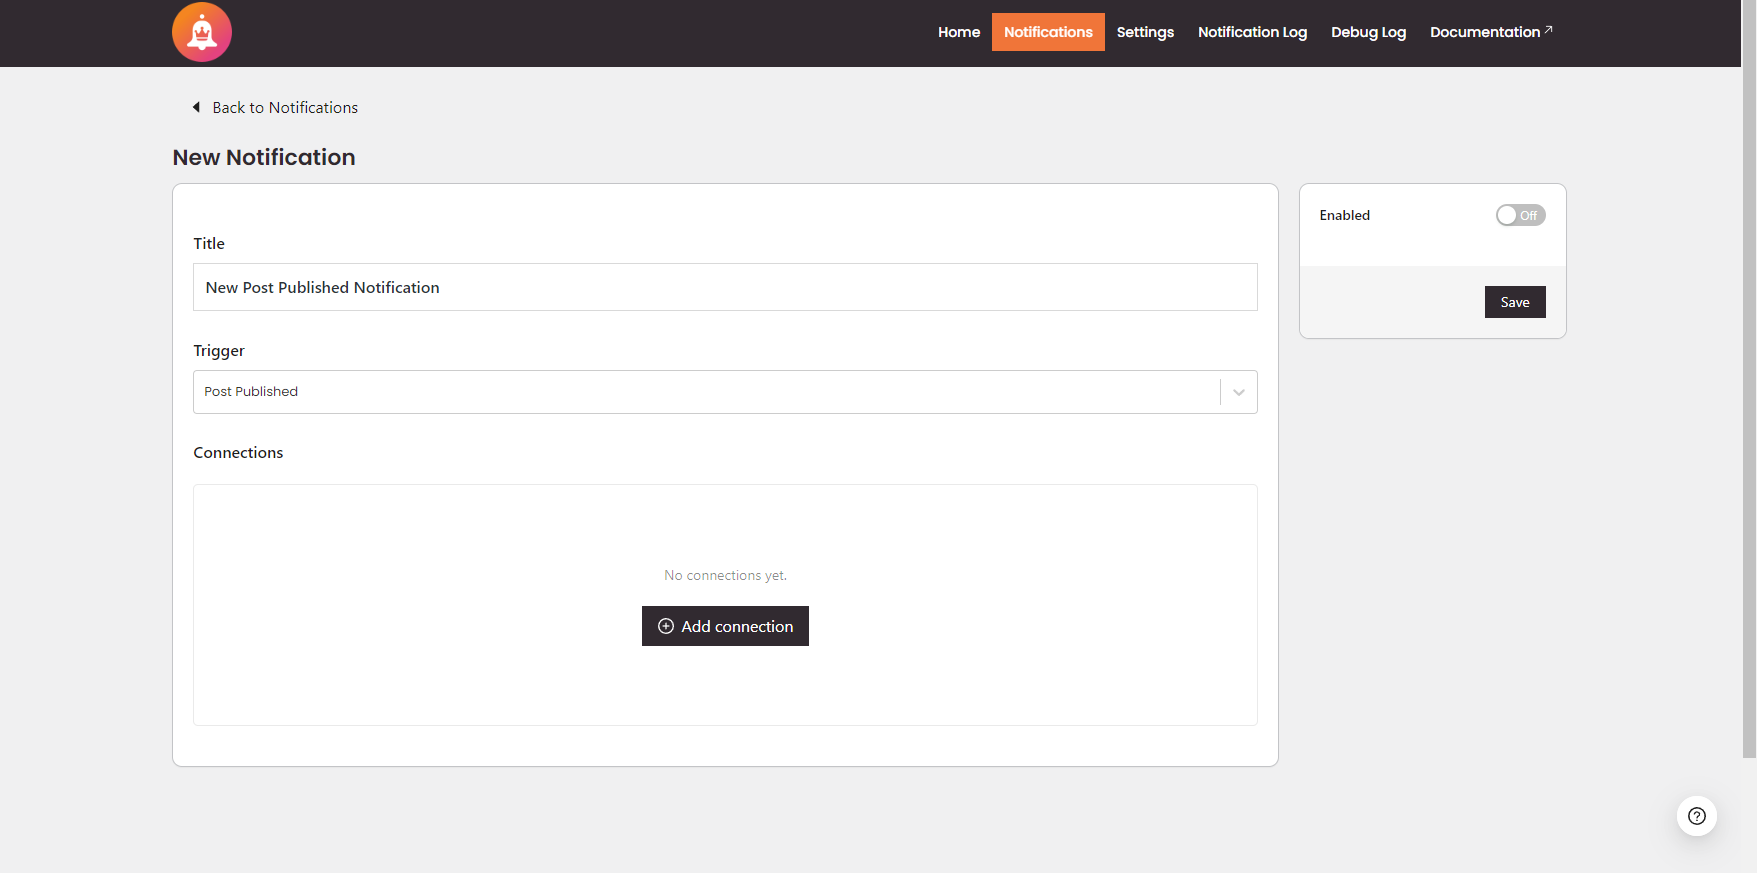 Home Notifications Settings Notification Log Debug Log Documentation
Back to Notifications
New Notification
Title
New Post Published Notification
Trigger
Post Published
Connections
No connections yet.
Add connection
Enabled
Off
Save